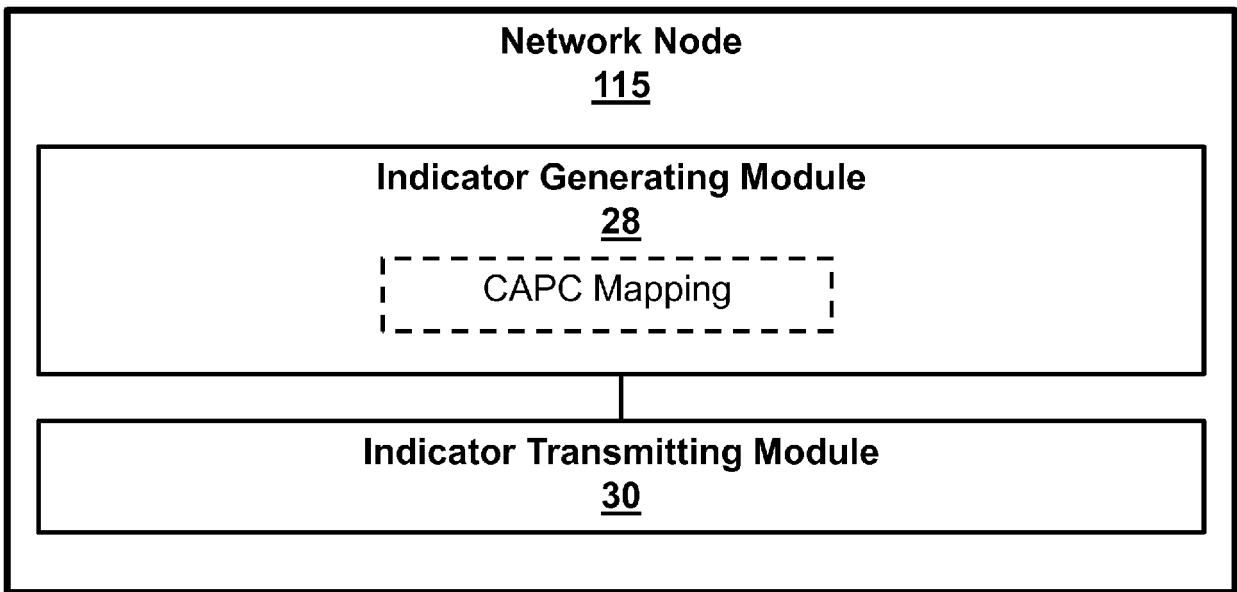 Network Node
115
Indicator Generating Module
28
CAPC Mapping
Indicator Transmitting Module
30